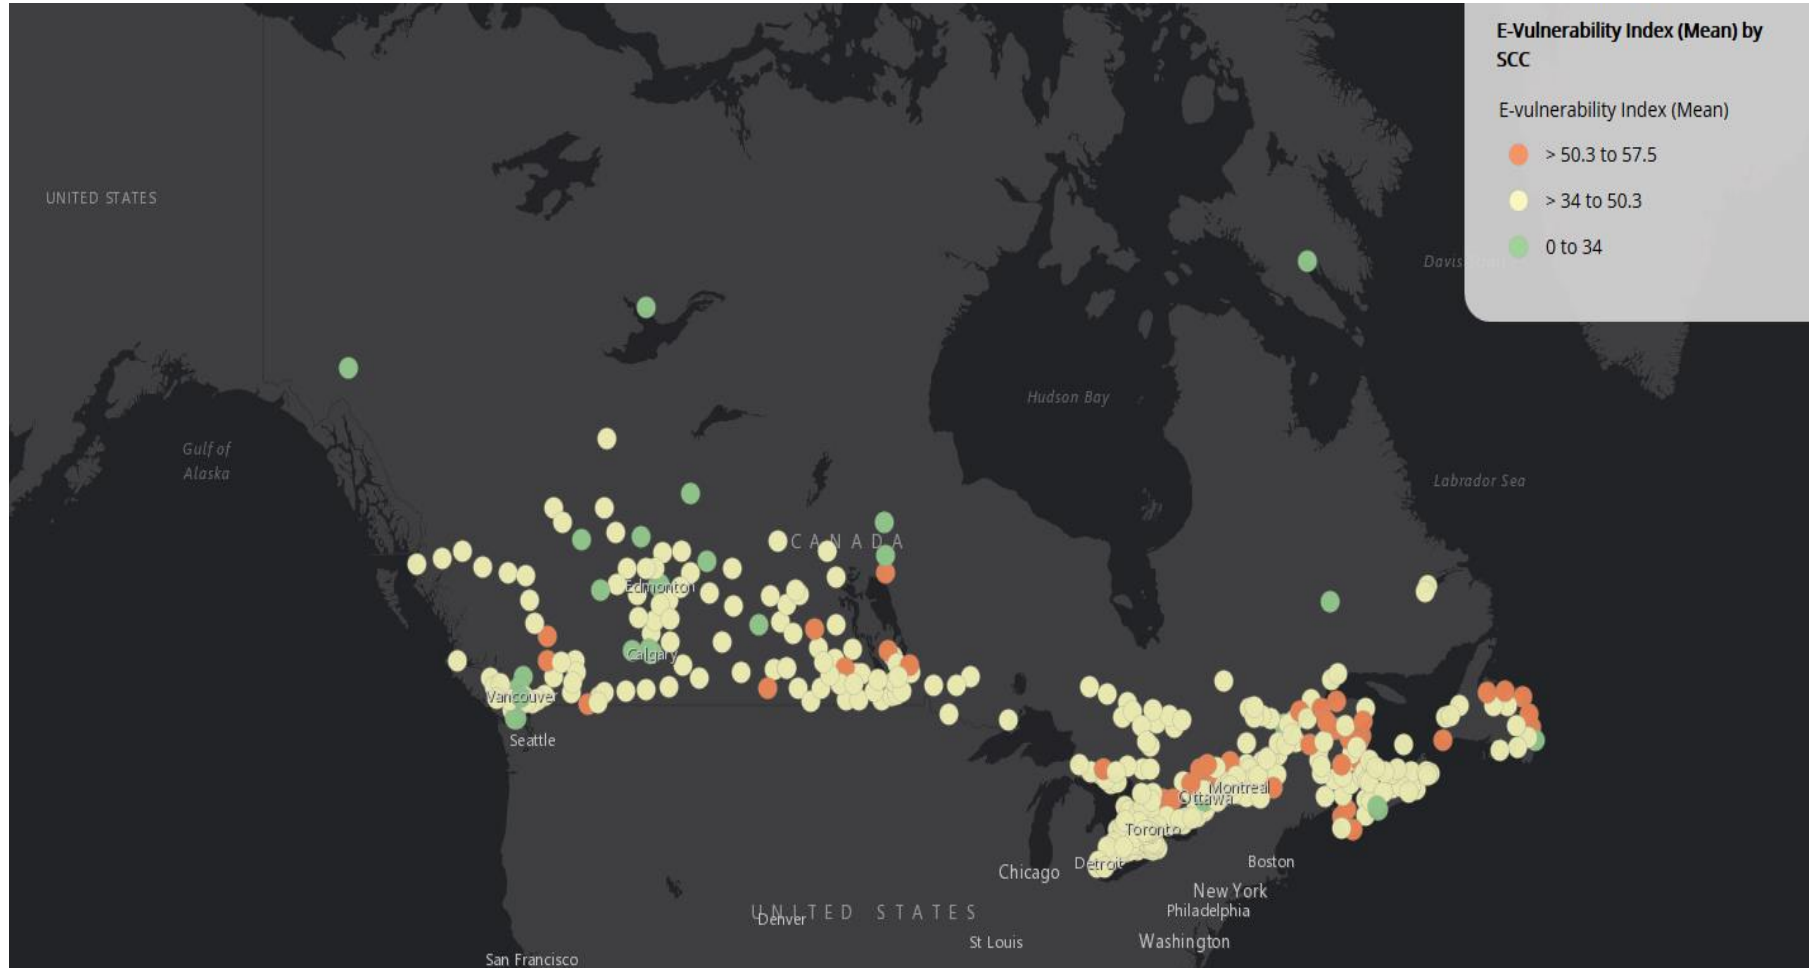 E-Vulnerability Index (Mean) by
SCC
E-vulnerability Index (Mean)
> 50.3 to 57.5
> 34 to 50.3
0 to 34
UNITED STATES
Davis
Hudson Bay
Gulf of
Alaska
Labrador Sea
CANADA
Edmonton
Calgary
Vancouver
Seattle
Montreal
Ottawa
Toronto
Detroit
Boston
Chicago
New York
Philadelphia
UNITED STATES
Denver
St Louis
Washington
San Francisco